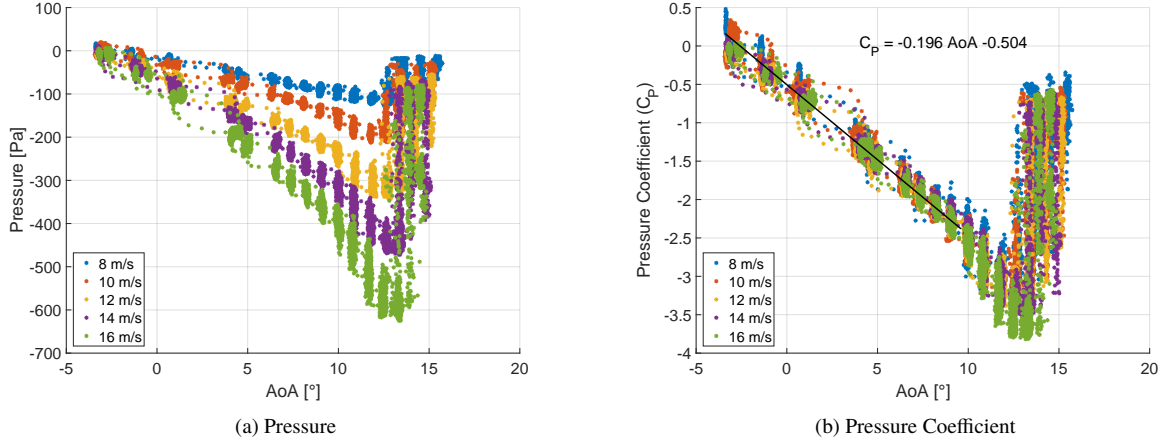 100
0
-100
-200
-300
-400
-500
-600
-700
Pressure [Pa]
8 m/s
10 m/s
12 m/s
14 m/s
16 m/s
-5
0
5
10
15
20
AoA [°]
(a) Pressure
0.5
0
-0.5
-1
-1.5
-2
-2.5
-3
-3.5
-4
Pressure Coefficient (C_P)
C_P = -0.196 AoA -0.504
8 m/s
10 m/s
12 m/s
14 m/s
16 m/s
-5
0
5
10
15
20
AoA [°]
(b) Pressure Coefficient